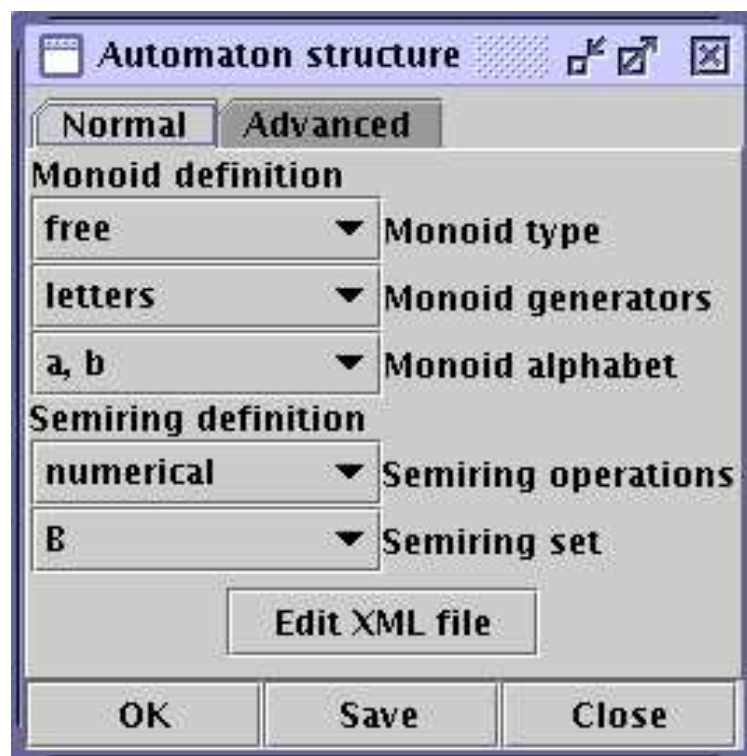 Automaton structure
Normal Advanced
Monoid definition
free Monoid type
letters Monoid generators
a, b Monoid alphabet
Semiring definition
numerical Semiring operations
B Semiring set
Edit XML file
OK Save Close